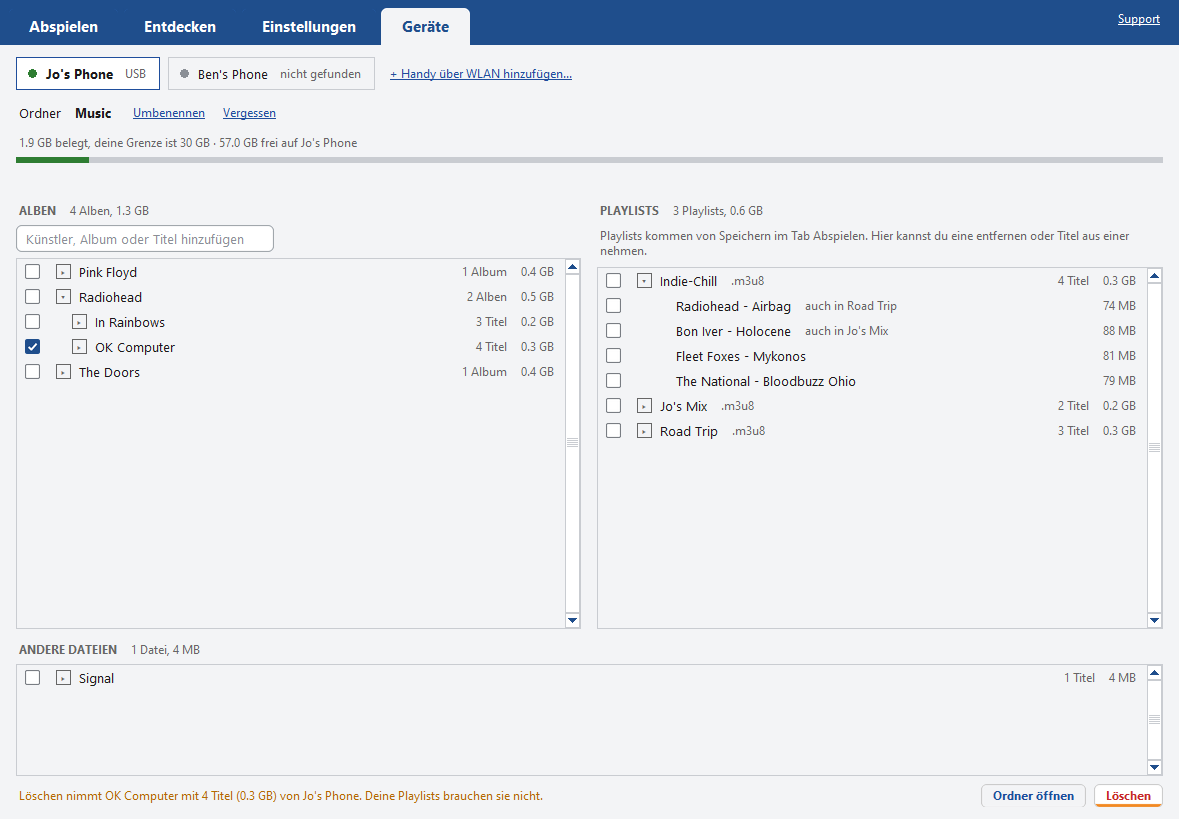 Abspielen Entdecken Einstellungen Geräte Support
Jo's Phone USB Ben's Phone nicht gefunden + Handy über WLAN hinzufügen...
Ordner Music Umbenennen Vergessen
1.9 GB belegt, deine Grenze ist 30 GB · 57.0 GB frei auf Jo's Phone
ALBEN 4 Alben, 1.3 GB
Künstler, Album oder Titel hinzufügen
Pink Floyd 1 Album 0.4 GB
Radiohead 2 Alben 0.5 GB
In Rainbows 3 Titel 0.2 GB
OK Computer 4 Titel 0.3 GB
The Doors 1 Album 0.4 GB
PLAYLISTS 3 Playlists, 0.6 GB
Playlists kommen von Speichern im Tab Abspielen. Hier kannst du eine entfernen oder Titel aus einer
nehmen.
Indie-Chill .m3u8 4 Titel 0.3 GB
Radiohead - Airbag auch in Road Trip 74 MB
Bon Iver - Holocene auch in Jo's Mix 88 MB
Fleet Foxes - Mykonos 81 MB
The National - Bloodbuzz Ohio 79 MB
Jo's Mix .m3u8 2 Titel 0.2 GB
Road Trip .m3u8 3 Titel 0.3 GB
ANDERE DATEIEN 1 Datei, 4 MB
Signal 1 Titel 4 MB
Löschen nimmt OK Computer mit 4 Titel (0.3 GB) von Jo's Phone. Deine Playlists brauchen sie nicht.
Ordner öffnen Löschen